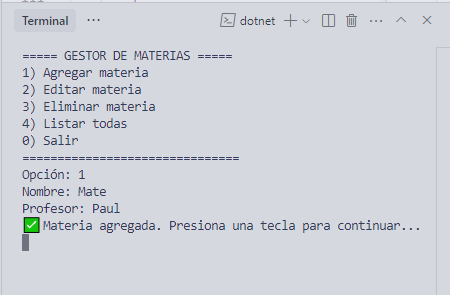 Terminal
dotnet
===== GESTOR DE MATERIAS =====
1) Agregar materia
2) Editar materia
3) Eliminar materia
4) Listar todas
0) Salir
===============================
Opción: 1
Nombre: Mate
Profesor: Paul
✅ Materia agregada. Presiona una tecla para continuar...